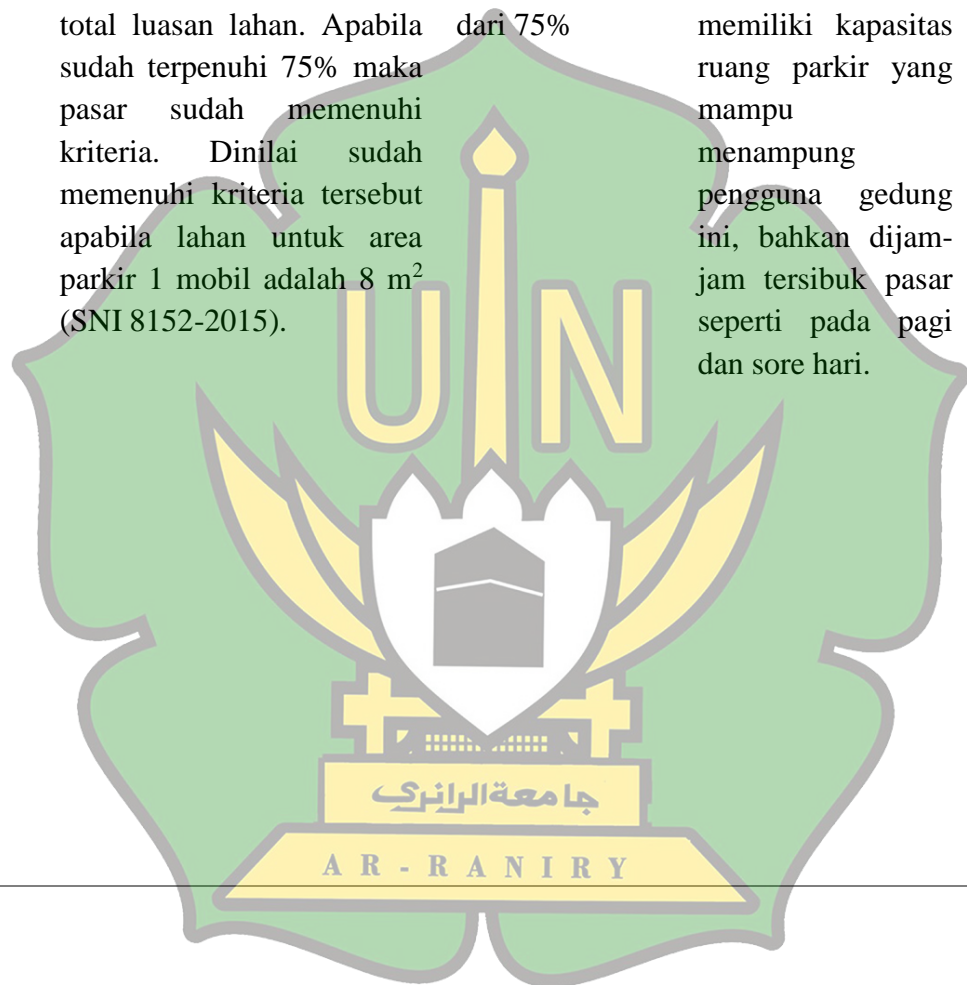 total luasan lahan. Apabila
sudah terpenuhi 75% maka
pasar sudah memenuhi
kriteria. Dinilai sudah
memenuhi kriteria tersebut
apabila lahan untuk area
parkir 1 mobil adalah 8 m²
(SNI 8152-2015).
dari 75%
memiliki kapasitas
ruang parkir yang
mampu
menampung
pengguna gedung
ini, bahkan dijam-
jam tersibuk pasar
seperti pada pagi
dan sore hari.
UIN
جامعة الرانري
AR-RANIRY